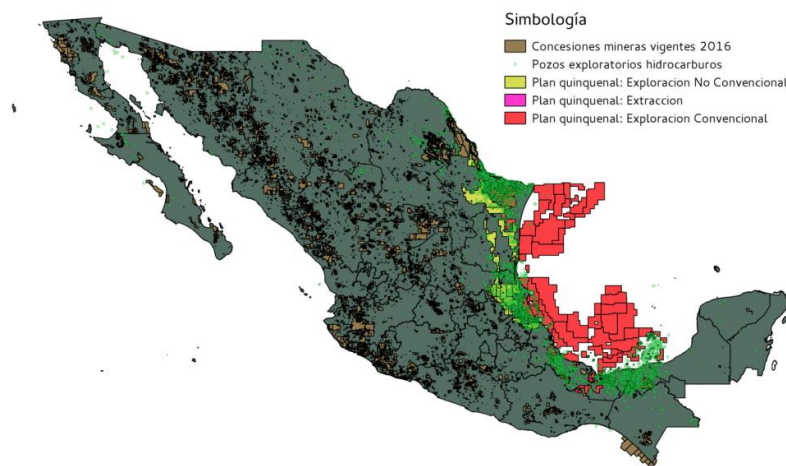 Simbología
Concesiones mineras vigentes 2016
Pozos exploratorios hidrocarburos
Plan quinquenal: Exploracion No Convencional
Plan quinquenal: Extraccion
Plan quinquenal: Exploración Convencional